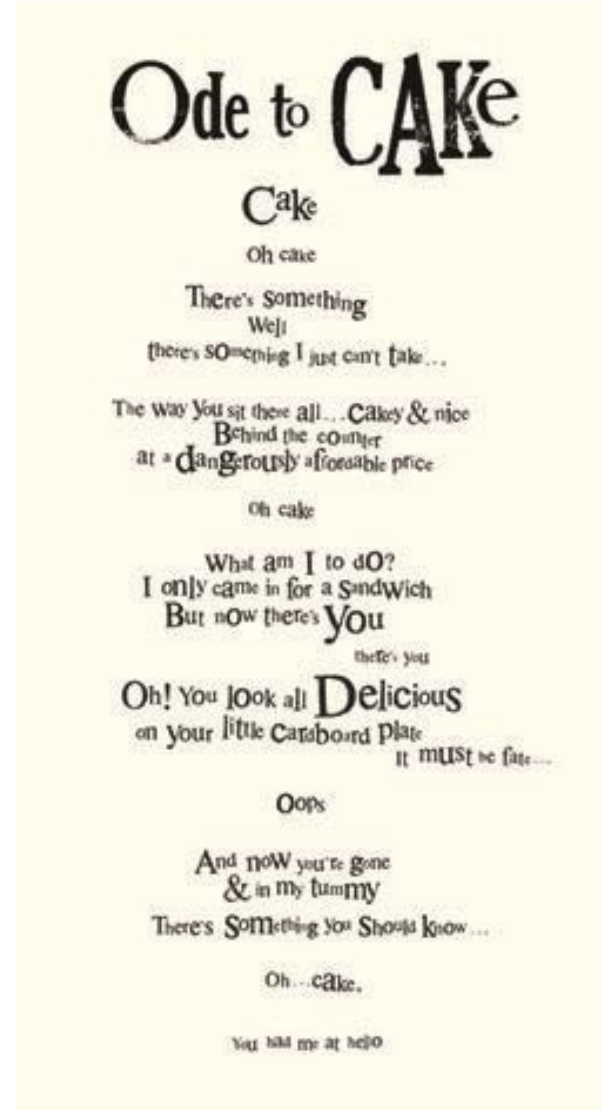 Ode to CAKe
Cake
Oh cake
There's something
Well
there's something I just can't take...
The way you sit there all...cakey & nice
Behind the counter
at a dangerously affordable price
oh cake
What am I to dO?
I only came in for a sandwich
But now there's you
there's you
Oh! You look all Delicious
on your little cardboard plate
It must be fate...
Oops
And now you're gone
& in my tummy
There's something you should know...
Oh...cake.
You had me at hello